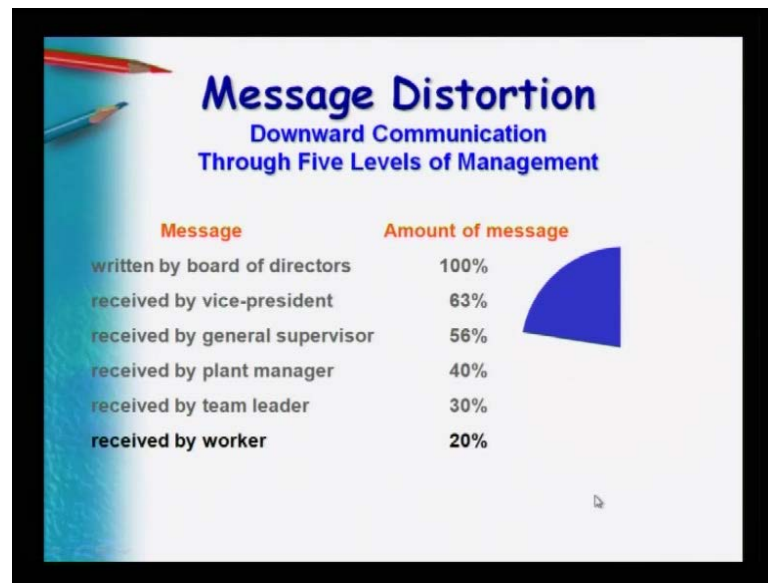 Message Distortion
Downward Communication
Through Five Levels of Management
Message Amount of message
written by board of directors 100%
received by vice-president 63%
received by general supervisor 56%
received by plant manager 40%
received by team leader 30%
received by worker 20%